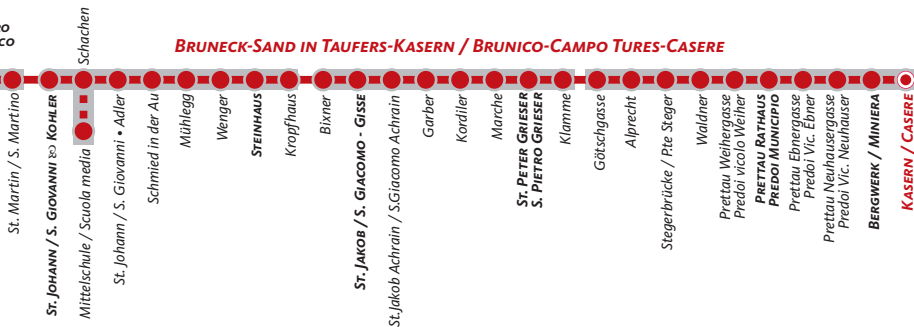 RO
CO
Schachen
BRUNECK-SAND IN TAUFERS-KASERN / BRUNICO-CAMPO TURES-CASERE
St. Martin / S. Martino
ST. JOHANN / S. GIOVANNI KOHLER
Mittelschule / Scuola media
St. Johann / S. Giovanni • Adler
Schmied in der Au
Mühlegg
Wenger
STEINHAUS
Kropfhaus
Bixner
ST. JAKOB / S. GIACOMO - GISSE
St.Jakob Achrain / S.Giacomo Achrain
Garber
Kordiler
Marche
ST. PETER GRIESER
S. PIETRO GRIESER
Klamme
Götschgasse
Alprecht
Stegerbrücke / P.te Steger
Waldner
Prettau Weihergasse
Predoi vicolo Weiher
PRETTAU RATHAUS
PREDOI MUNICIPIO
Prettau Ebnergasse
Predoi Vic. Ebner
Prettau Neuhausergasse
Predoi Vic. Neuhauser
BERGWERK / MINIERA
KASERN / CASERE